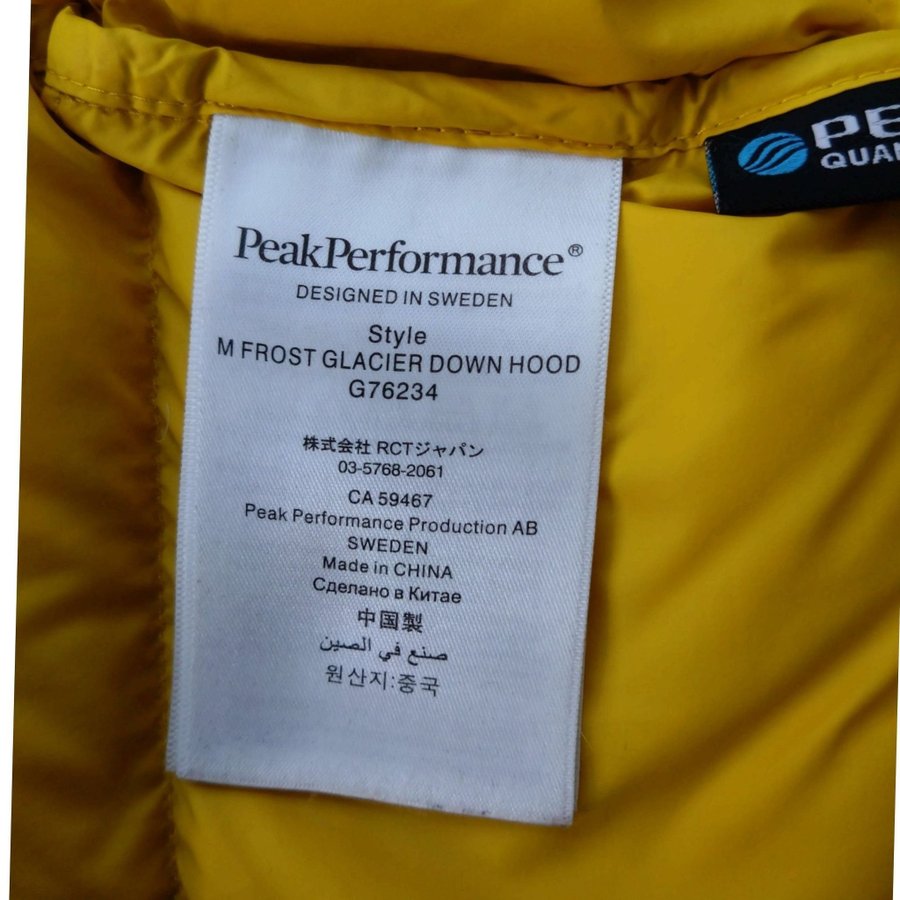 PeakPerformance®
DESIGNED IN SWEDEN
Style
M FROST GLACIER DOWN HOOD
G76234
株式会社 RCTジャパン
03-5768-2061
CA 59467
Peak Performance Production AB
SWEDEN
Made in CHINA
Сделано в Китае
中国製
صنع في الصين
원산지:중국
PE
QUAN